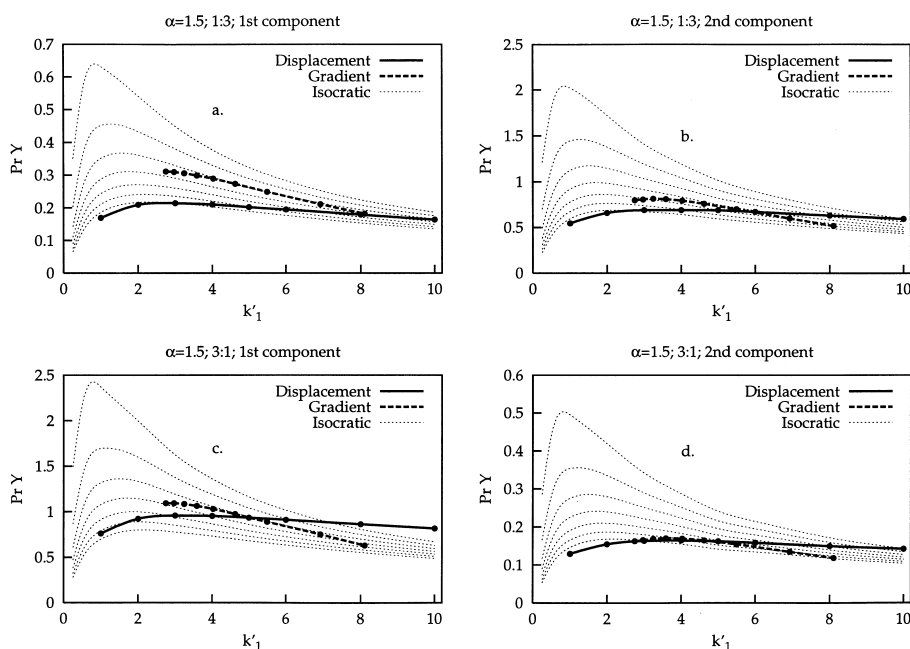 α=1.5; 1:3; 1st component
0.7
0.6
0.5
0.4
0.3
0.2
0.1
0
Pr Y
Displacement
Gradient
Isocratic
a.
0 2 4 6 8 10
k'1
α=1.5; 1:3; 2nd component
2.5
2
1.5
1
0.5
0
Pr Y
Displacement
Gradient
Isocratic
b.
0 2 4 6 8 10
k'1
α=1.5; 3:1; 1st component
2.5
2
1.5
1
0.5
0
Pr Y
Displacement
Gradient
Isocratic
c.
0 2 4 6 8 10
k'1
α=1.5; 3:1; 2nd component
0.6
0.5
0.4
0.3
0.2
0.1
0
Pr Y
Displacement
Gradient
Isocratic
d.
0 2 4 6 8 10
k'1